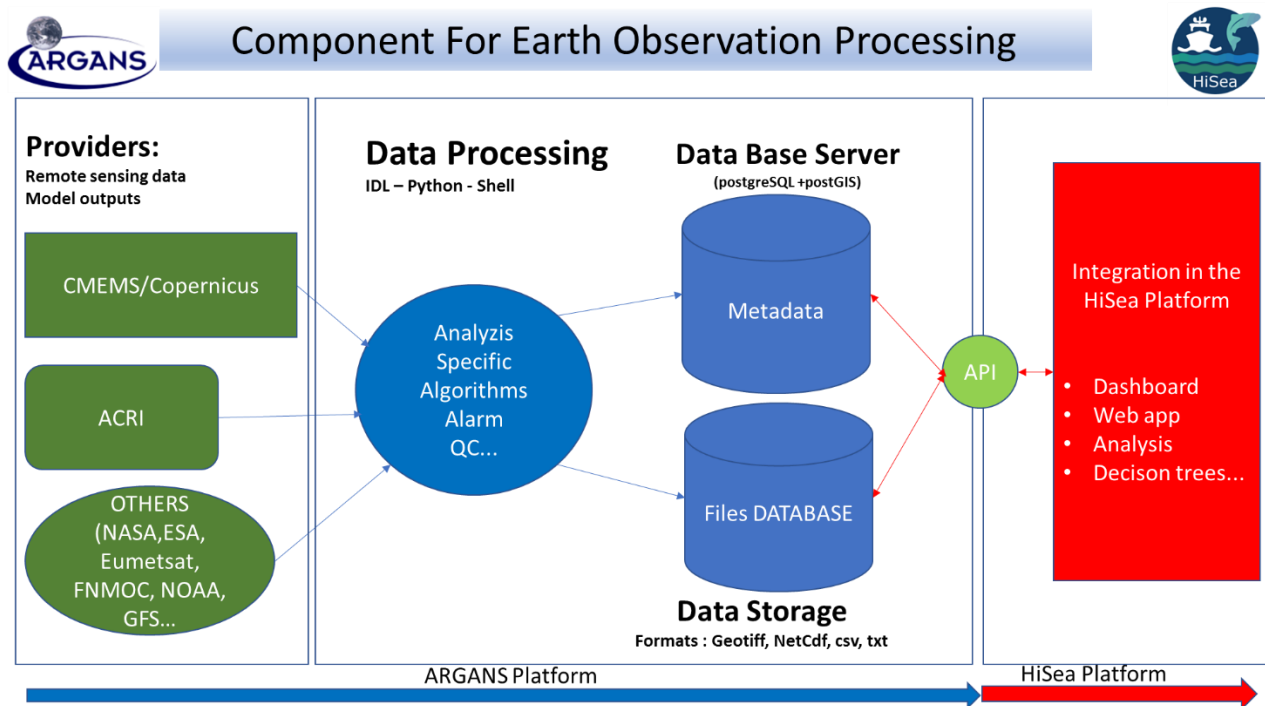 ARGANS
Component For Earth Observation Processing
HiSea
Providers:
Remote sensing data
Model outputs
CMEMS/Copernicus
ACRI
OTHERS
(NASA,ESA,
Eumetsat,
FNMOC, NOAA,
GFS...
Data Processing
IDL – Python - Shell
Analyzis
Specific
Algorithms
Alarm
QC...
Data Base Server
(postgreSQL +postGIS)
Metadata
Files DATABASE
Data Storage
Formats : Geotiff, NetCdf, csv, txt
API
Integration in the
HiSea Platform
• Dashboard
• Web app
• Analysis
• Decison trees...
ARGANS Platform
HiSea Platform